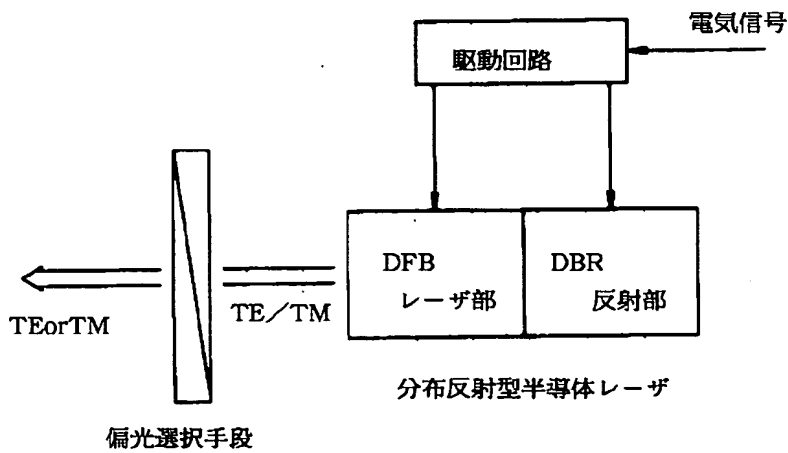 電気信号
駆動回路
DFB
レーザ部
DBR
反射部
TE/TM
TEorTM
分布反射型半導体レーザ
偏光選択手段